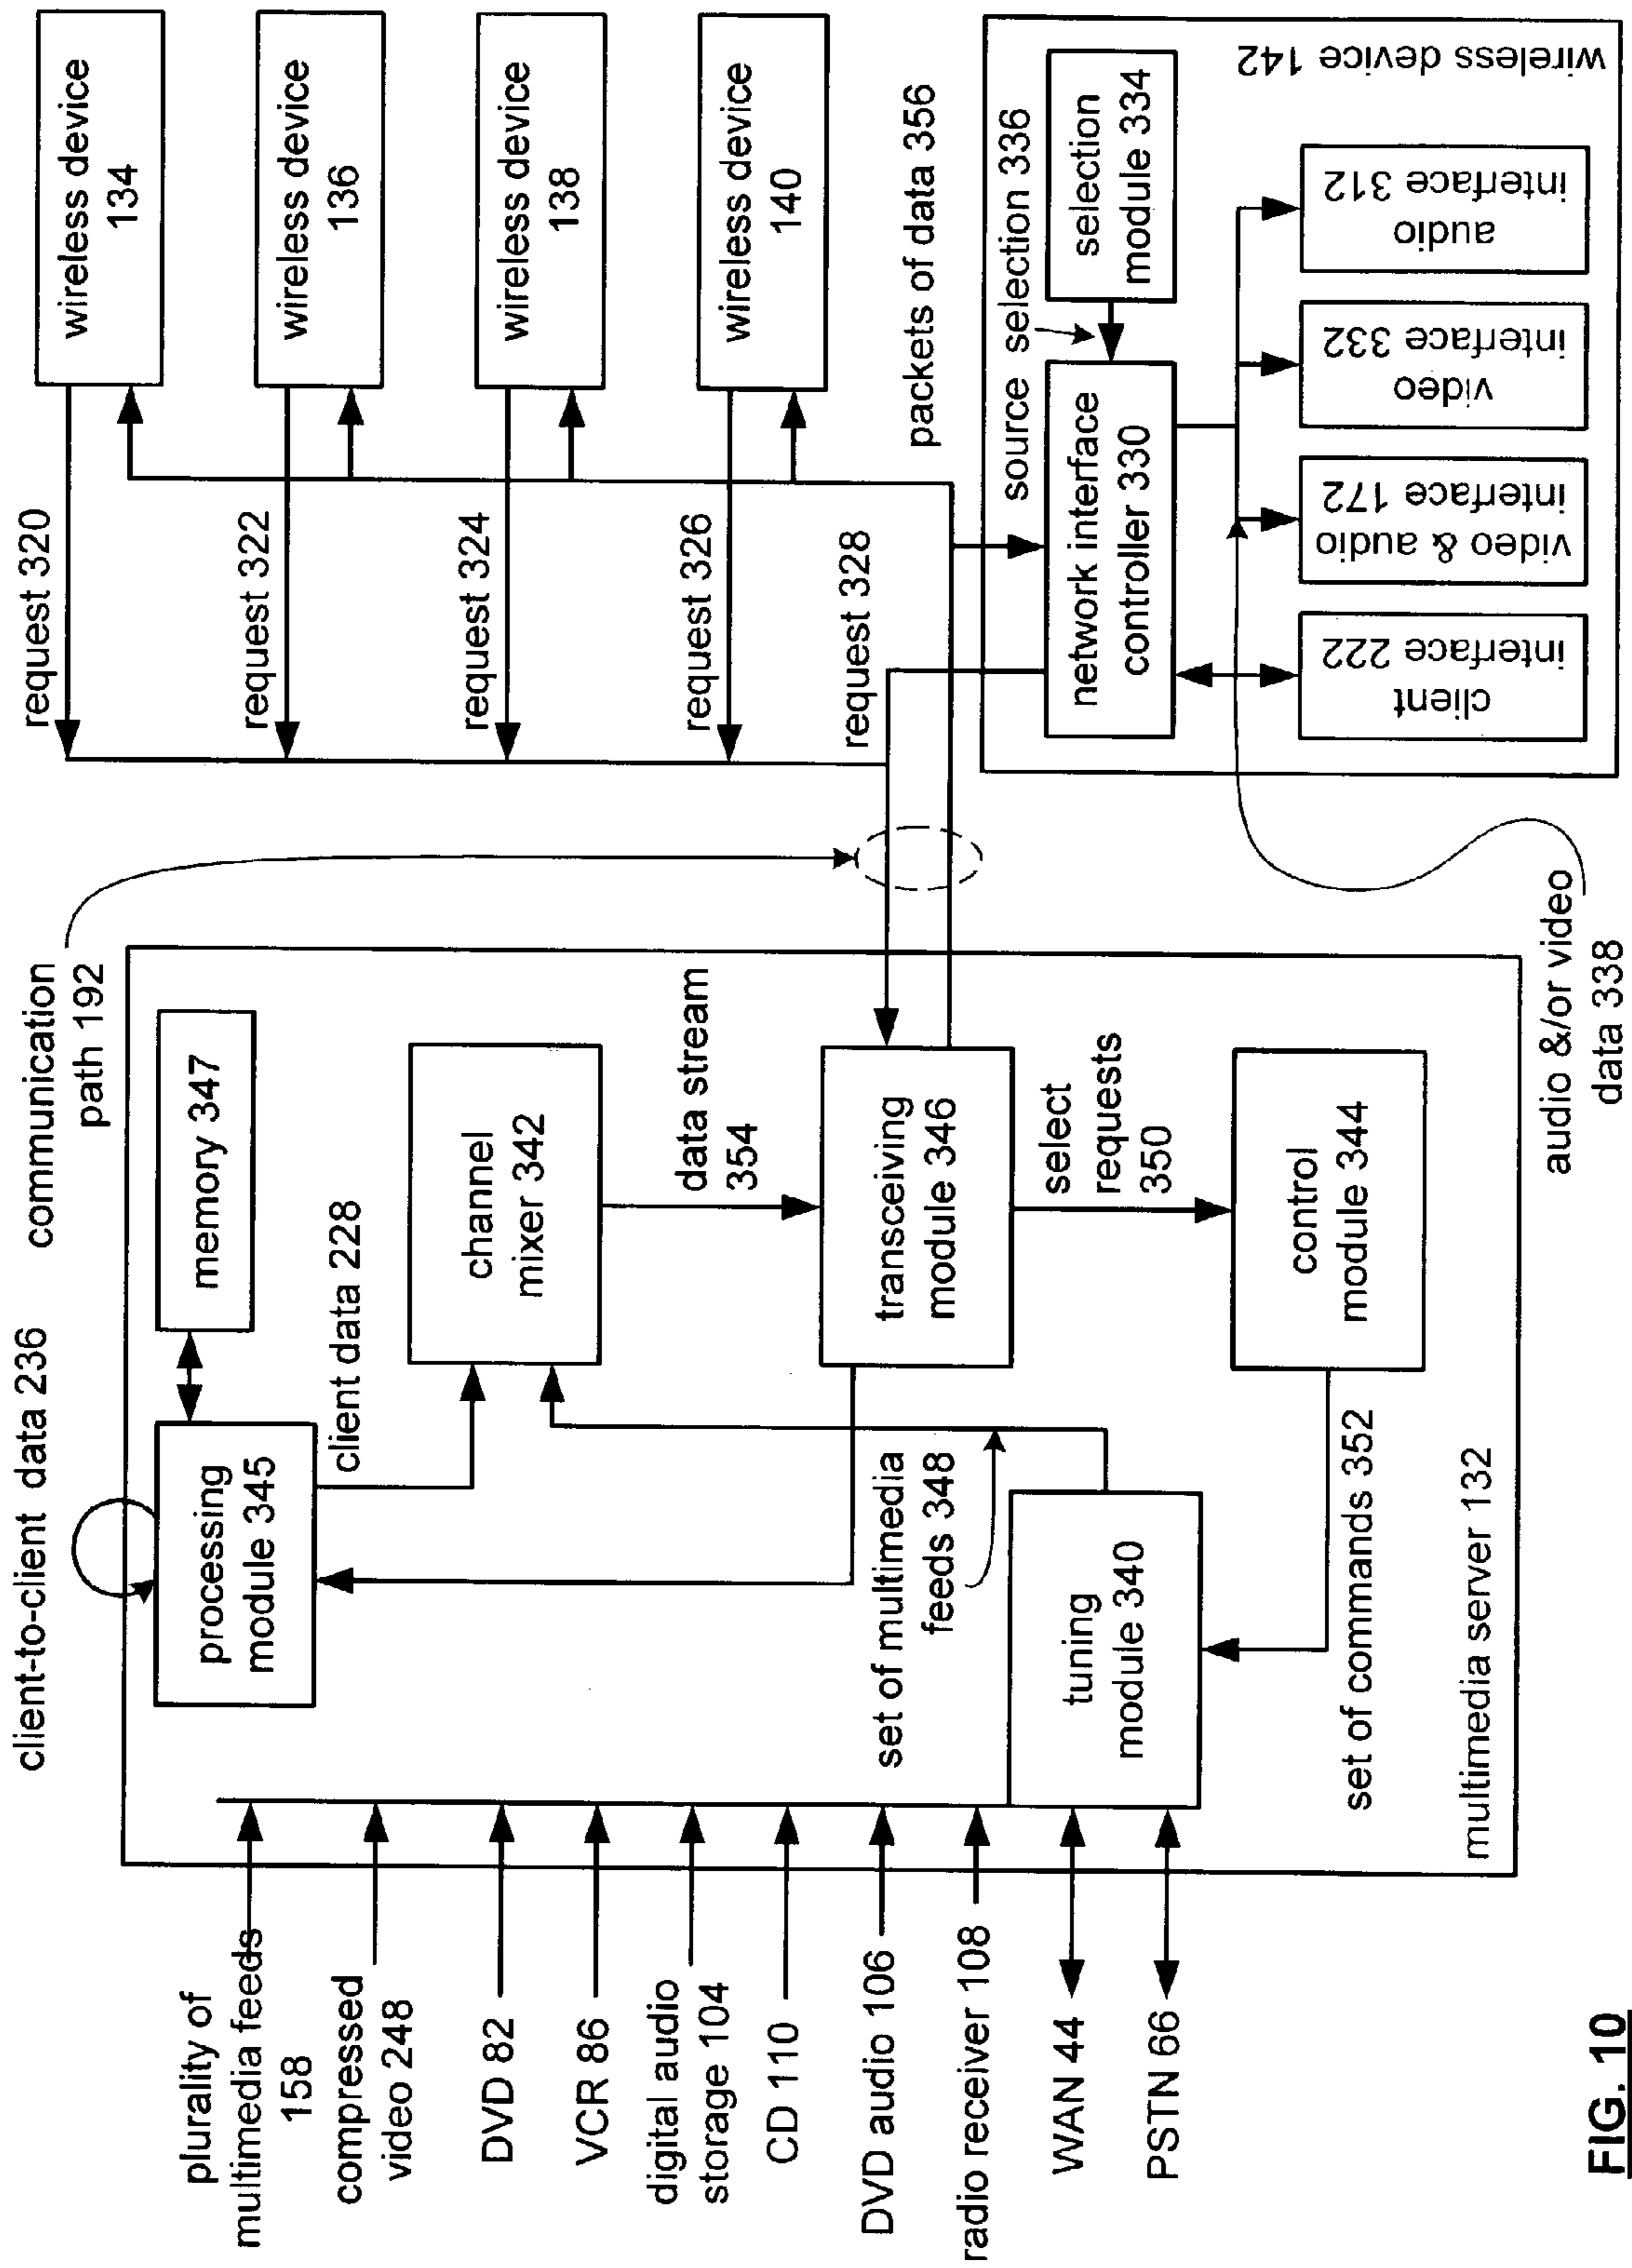 client-to-client data 236
communication
path 192
request 320
wireless device
134
request 322
wireless device
136
request 324
wireless device
138
request 326
wireless device
140
request 328
packets of data 356
plurality of
multimedia feeds
158
compressed
video 248
DVD 82
VCR 86
digital audio
storage 104
CD 110
DVD audio 106
radio receiver 108
WAN 44
PSTN 66
processing
module 345
memory 347
client data 228
channel
mixer 342
data stream
354
transceiving
module 346
set of multimedia
feeds 348
select
requests
350
tuning
module 340
control
module 344
set of commands 352
multimedia server 132
source selection 336
network interface
controller 330
selection
module 334
client
interface 222
video & audio
interface 172
video
interface 332
audio
interface 312
wireless device 142
audio &/or video
data 338
FIG. 10